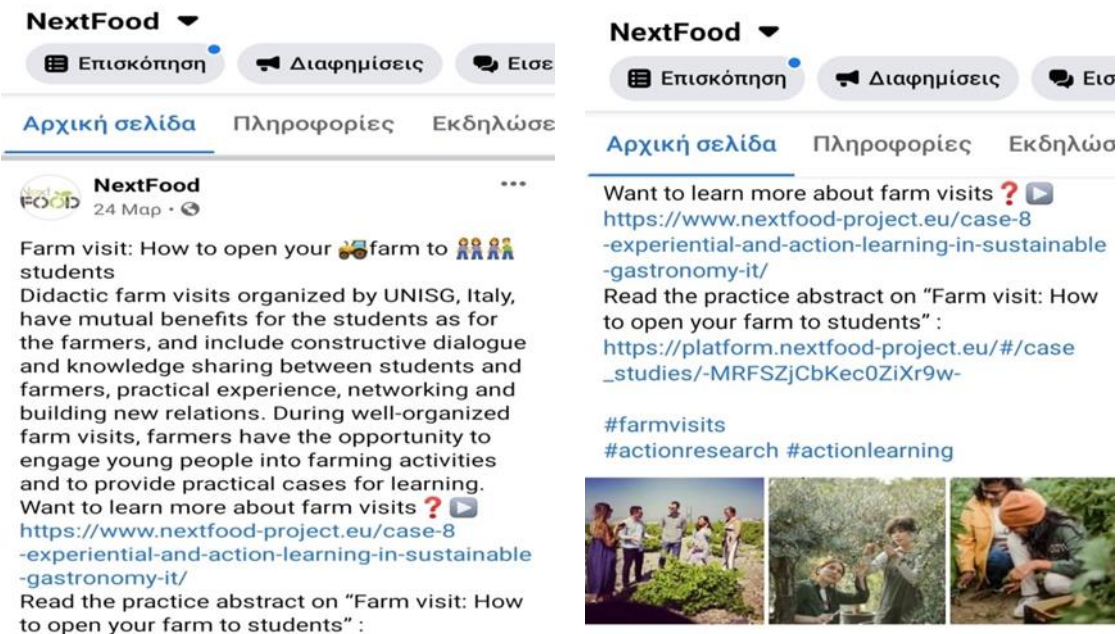 NextFood
Επισκόπηση
Διαφημίσεις
Εισε
Αρχική σελίδα
Πληροφορίες
Εκδηλώσε
Next FOOD
NextFood
24 Μαρ
Farm visit: How to open your 🚜farm to 👭👫
students
Didactic farm visits organized by UNISG, Italy,
have mutual benefits for the students as for
the farmers, and include constructive dialogue
and knowledge sharing between students and
farmers, practical experience, networking and
building new relations. During well-organized
farm visits, farmers have the opportunity to
engage young people into farming activities
and to provide practical cases for learning.
Want to learn more about farm visits❓▶️
https://www.nextfood-project.eu/case-8
-experiential-and-action-learning-in-sustainable
-gastronomy-it/
Read the practice abstract on “Farm visit: How
to open your farm to students” :
NextFood
Επισκόπηση
Διαφημίσεις
Εισ
Αρχική σελίδα
Πληροφορίες
Εκδηλώσ
Want to learn more about farm visits❓▶️
https://www.nextfood-project.eu/case-8
-experiential-and-action-learning-in-sustainable
-gastronomy-it/
Read the practice abstract on “Farm visit: How
to open your farm to students” :
https://platform.nextfood-project.eu/#/case
_studies/-MRFSZjCbKec0ZiXr9w-
#farmvisits
#actionresearch #actionlearning